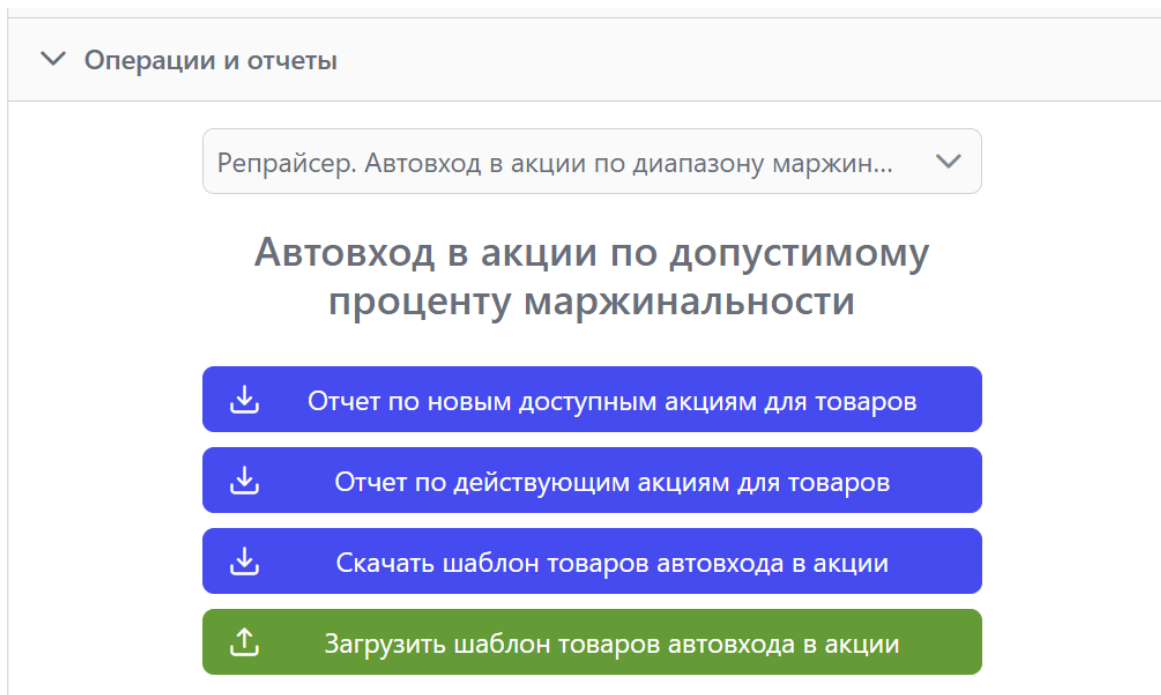 Операции и отчеты
Репрайсер. Автовход в акции по диапазону маржин...
Автовход в акции по допустимому
проценту маржинальности
Отчет по новым доступным акциям для товаров
Отчет по действующим акциям для товаров
Скачать шаблон товаров автовхода в акции
Загрузить шаблон товаров автовхода в акции